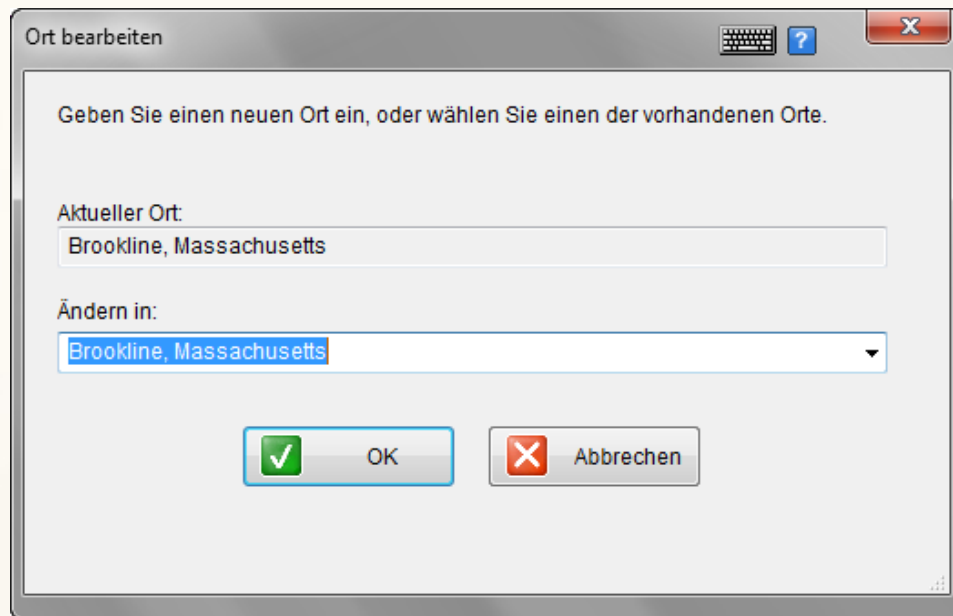 Ort bearbeiten
?
Geben Sie einen neuen Ort ein, oder wählen Sie einen der vorhandenen Orte.
Aktueller Ort:
Brookline, Massachusetts
Ändern in:
Brookline, Massachusetts
OK
Abbrechen